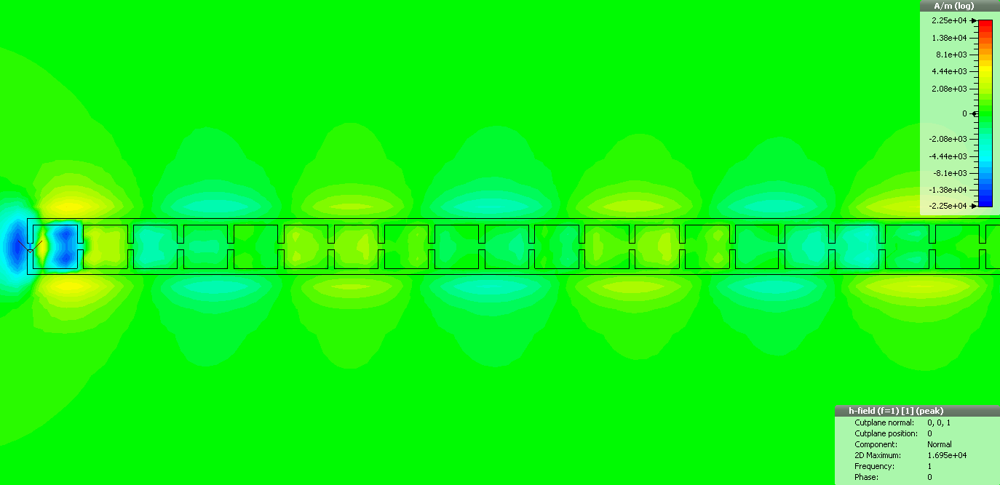 A/m (log)
2.25e+04
1.38e+04
8.1e+03
4.44e+03
2.08e+03
0
-2.08e+03
-4.44e+03
-8.1e+03
-1.38e+04
-2.25e+04
h-field (f=1) [1] (peak)
Cutplane normal: 0, 0, 1
Cutplane position: 0
Component: Normal
2D Maximum: 1.695e+04
Frequency: 1
Phase: 0